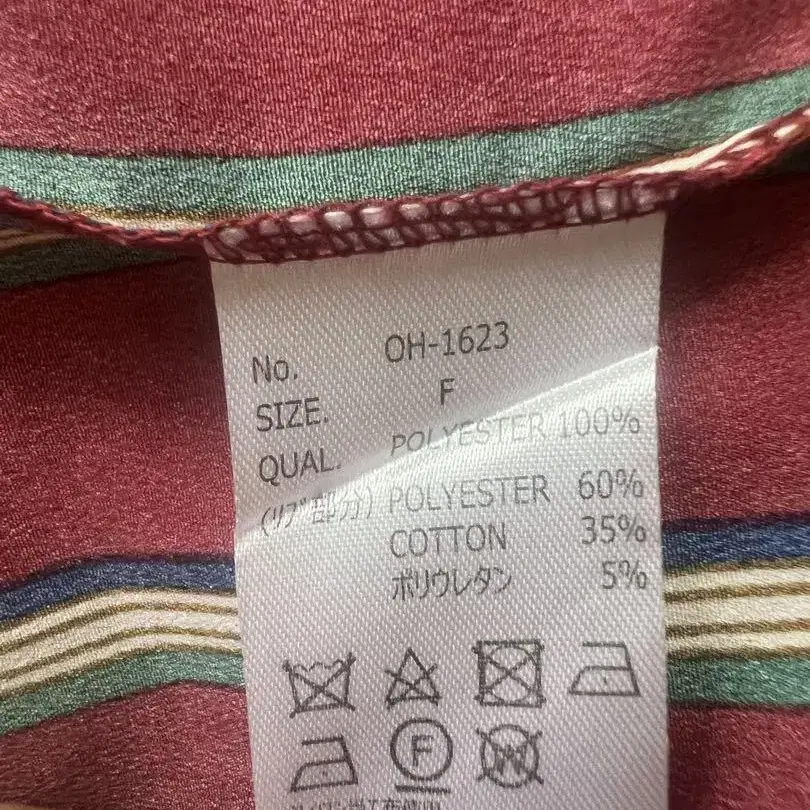 No. OH-1623
SIZE. F
QUAL. POLYESTER 100%
(ﾘﾌﾞ部分) POLYESTER 60%
COTTON 35%
ポリウレタン 5%
F
W